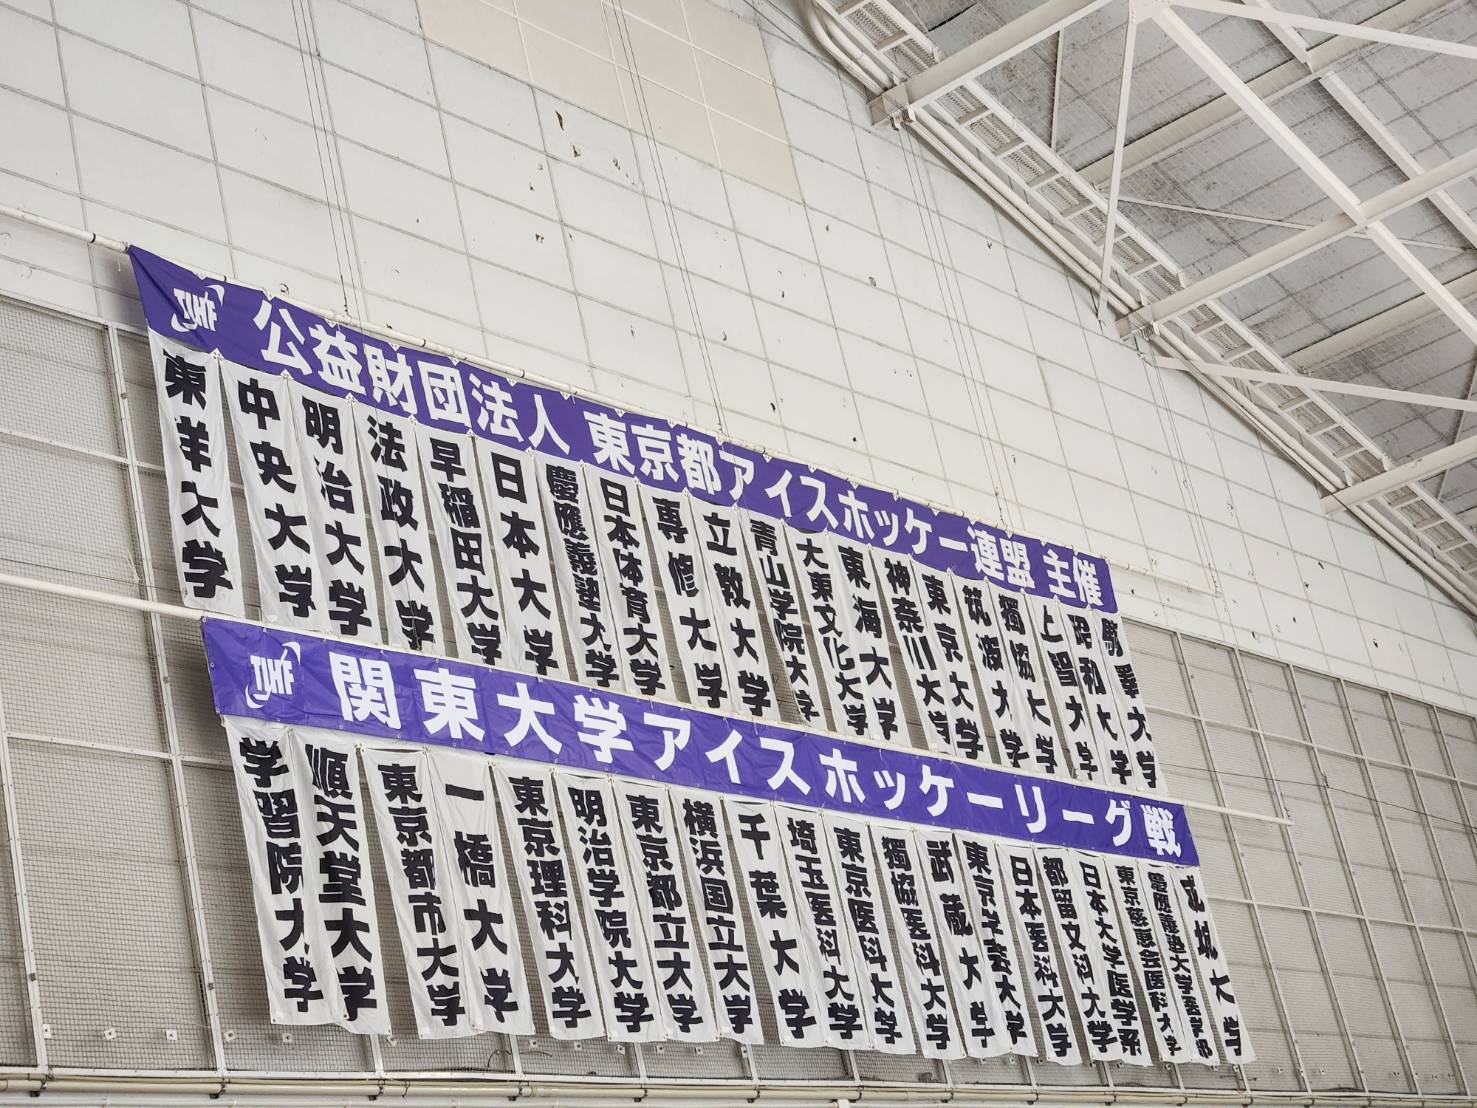 TIHF 公益財団法人 東京都アイスホッケー連盟 主催
東洋大学
中央大学
明治大学
法政大学
早稲田大学
日本大学
慶應義塾大学
日本体育大学
専修大学
立教大学
青山学院大学
大東文化大学
東海大学
神奈川大学
東京大学
筑波大学
獨協大学
上智大学
昭和大学
駒澤大学
TIHF 関東大学アイスホッケーリーグ戦
学習院大学
順天堂大学
東京都市大学
一橋大学
東京理科大学
明治学院大学
東京都立大学
横浜国立大学
千葉大学
埼玉医科大学
東京医科大学
獨協医科大学
武蔵大学
東京学芸大学
日本医科大学
都留文科大学
日本大学医学系
東京慈恵会医科大学
慶應義塾大学医学部
成城大学